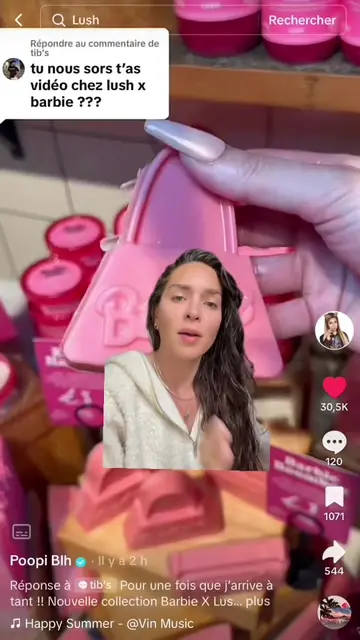 Lush
Rechercher
Répondre au commentaire de
tib's
tu nous sors t'as
vidéo chez lush x
barbie ???
30,5K
120
1071
544
Poopi Blh · Il y a 2 h
Réponse à tib's Pour une fois que j'arrive à
tant !! Nouvelle collection Barbie X Lus... plus
Happy Summer - @Vin Music